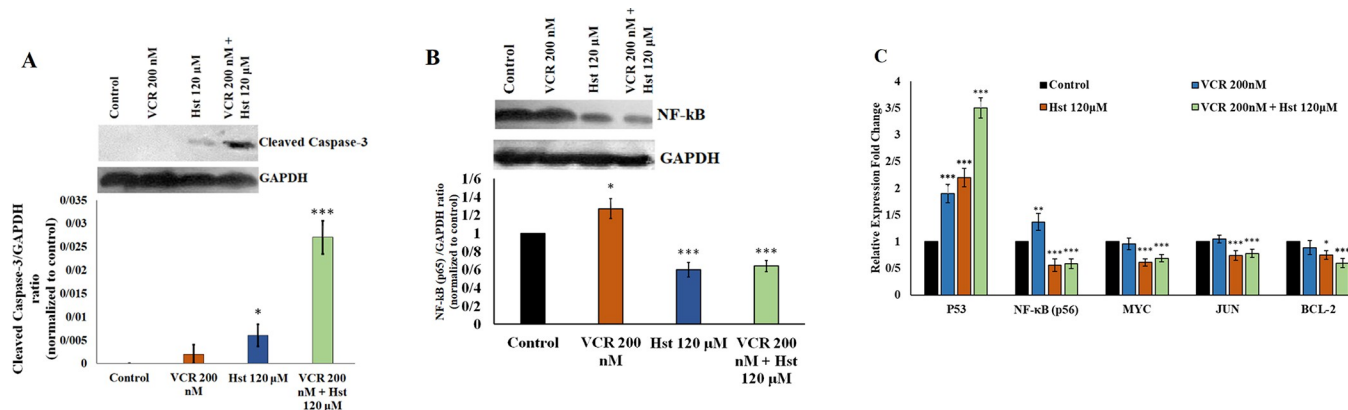 A
Control
VCR 200 nM
Hst 120 µM
VCR 200 nM +
Hst 120 µM
Cleaved Caspase-3
GAPDH
Cleaved Caspase-3/GAPDH
ratio
(normalized to control)
0/035
0/03
0/025
0/02
0/015
0/01
0/005
0
*
***
Control
VCR 200
nM
Hst 120 µM
VCR 200
nM + Hst
120 µM
B
Control
VCR 200 nM
Hst 120 µM
VCR 200 nM +
Hst 120 µM
NF-kB
GAPDH
NF-kB (p65) / GAPDH ratio
(normalized to control)
1/6
1/4
1/2
1
0/8
0/6
0/4
0/2
0
*
***
***
Control
VCR 200
nM
Hst 120 µM
VCR 200
nM + Hst
120 µM
C
Control
VCR 200nM
Hst 120µM
VCR 200nM + Hst 120µM
Relative Expression Fold Change
4
3/5
3
2/5
2
1/5
1
0/5
0
***
***
***
**
***
***
***
***
***
***
*
***
P53
NF-κB (p56)
MYC
JUN
BCL-2